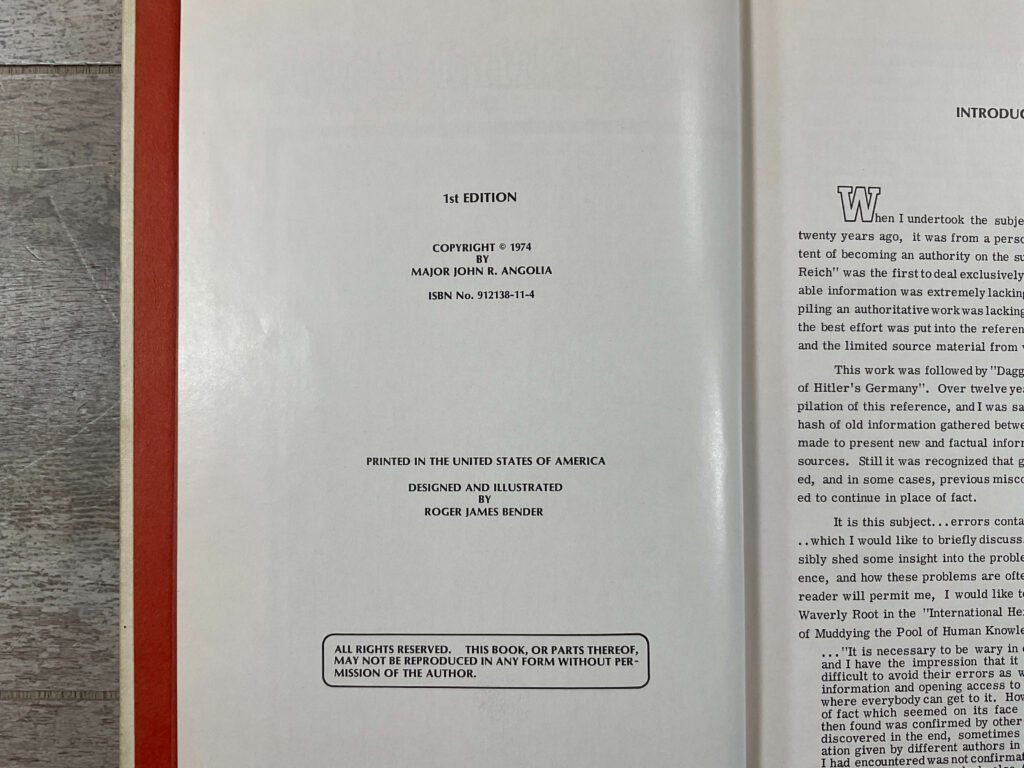 1st EDITION
COPYRIGHT © 1974
BY
MAJOR JOHN R. ANGOLIA
ISBN No. 912138-11-4
PRINTED IN THE UNITED STATES OF AMERICA
DESIGNED AND ILLUSTRATED
BY
ROGER JAMES BENDER
ALL RIGHTS RESERVED. THIS BOOK, OR PARTS THEREOF,
MAY NOT BE REPRODUCED IN ANY FORM WITHOUT PER-
MISSION OF THE AUTHOR.
INTRODUC
When I undertook the subje
twenty years ago, it was from a perso
tent of becoming an authority on the su
Reich" was the first to deal exclusively
able information was extremely lacking
piling an authoritative work was lacking
the best effort was put into the referen
and the limited source material from
This work was followed by "Dagg
of Hitler's Germany". Over twelve yea
pilation of this reference, and I was sa
hash of old information gathered betwe
made to present new and factual infor
sources. Still it was recognized that g
ed, and in some cases, previous misco
ed to continue in place of fact.
It is this subject...errors conta
..which I would like to briefly discuss.
sibly shed some insight into the proble
ence, and how these problems are ofte
reader will permit me, I would like to
Waverly Root in the "International He
of Muddying the Pool of Human Knowle
..."It is necessary to be wary in
and I have the impression that it
difficult to avoid their errors as w
information and opening access to
where everybody can get to it. How
of fact which seemed on its face
then found was confirmed by other
discovered in the end, sometimes
ation given by different authors in
I had encountered was not confirmat